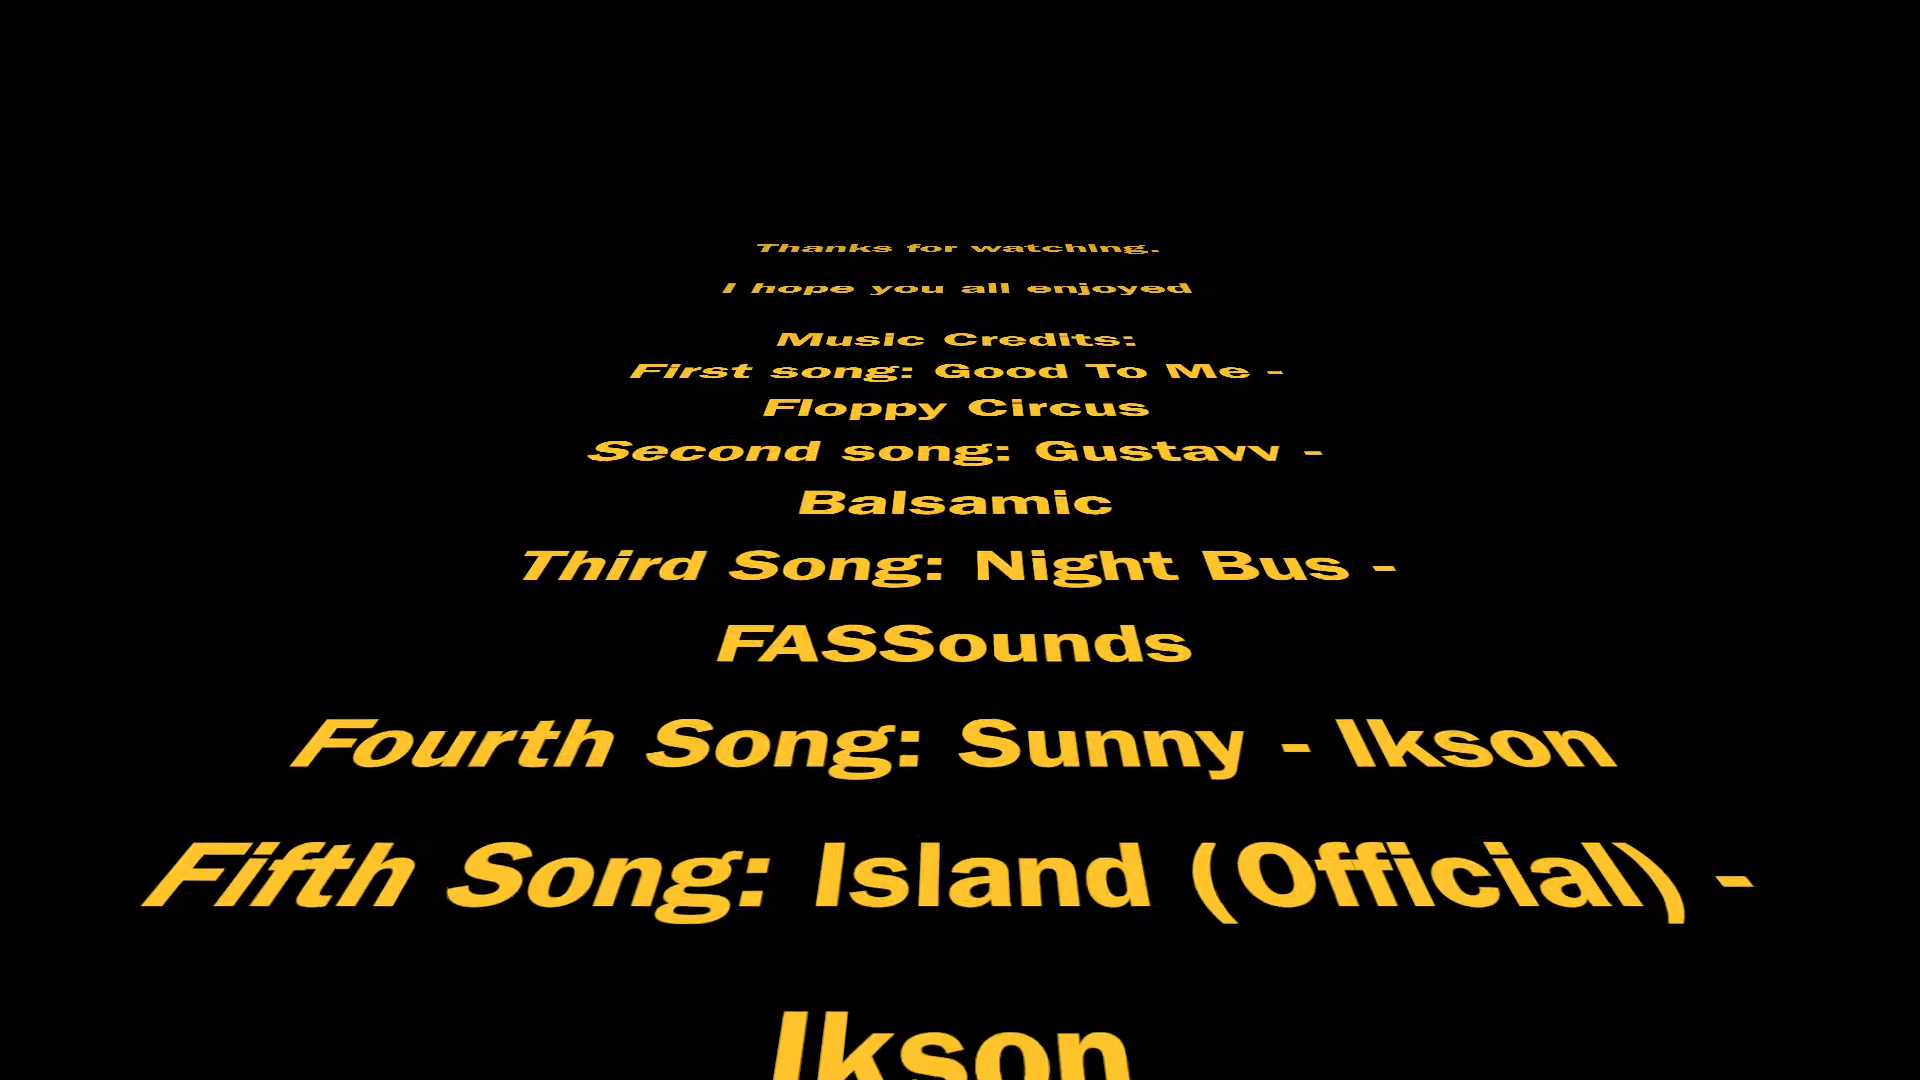 Thanks for watching.
I hope you all enjoyed
Music Credits:
First song: Good To Me -
Floppy Circus
Second song: Gustavv -
Balsamic
Third Song: Night Bus -
FASSounds
Fourth Song: Sunny - Ikson
Fifth Song: Island (Official) -
Ikson